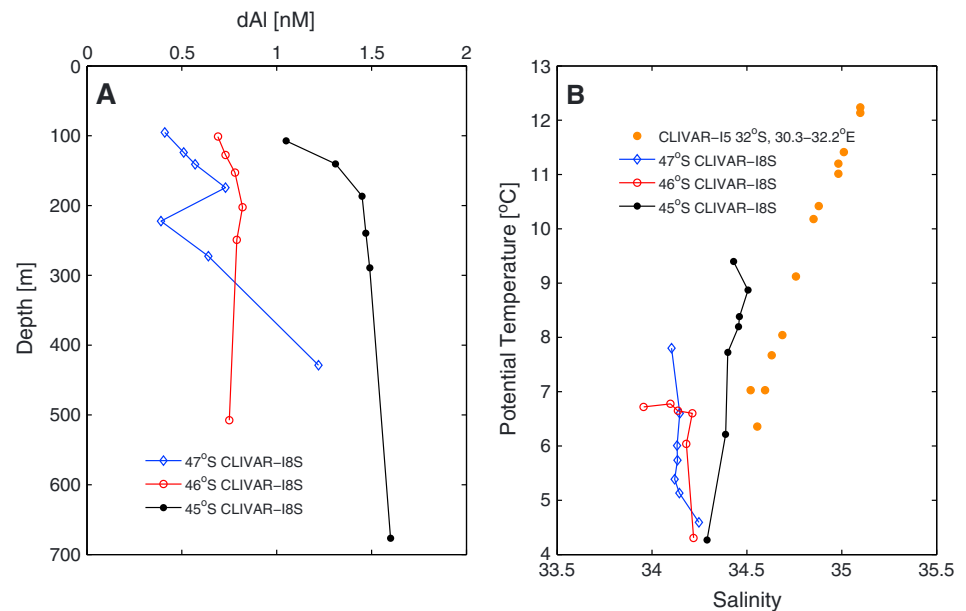 dAl [nM]
0 0.5 1 1.5 2
A
0
100
200
300
400
500
600
700
Depth [m]
47°S CLIVAR–I8S
46°S CLIVAR–I8S
45°S CLIVAR–I8S
B
13
12
11
10
9
8
7
6
5
4
Potential Temperature [°C]
CLIVAR–I5 32°S, 30.3–32.2°E
47°S CLIVAR–I8S
46°S CLIVAR–I8S
45°S CLIVAR–I8S
33.5 34 34.5 35 35.5
Salinity